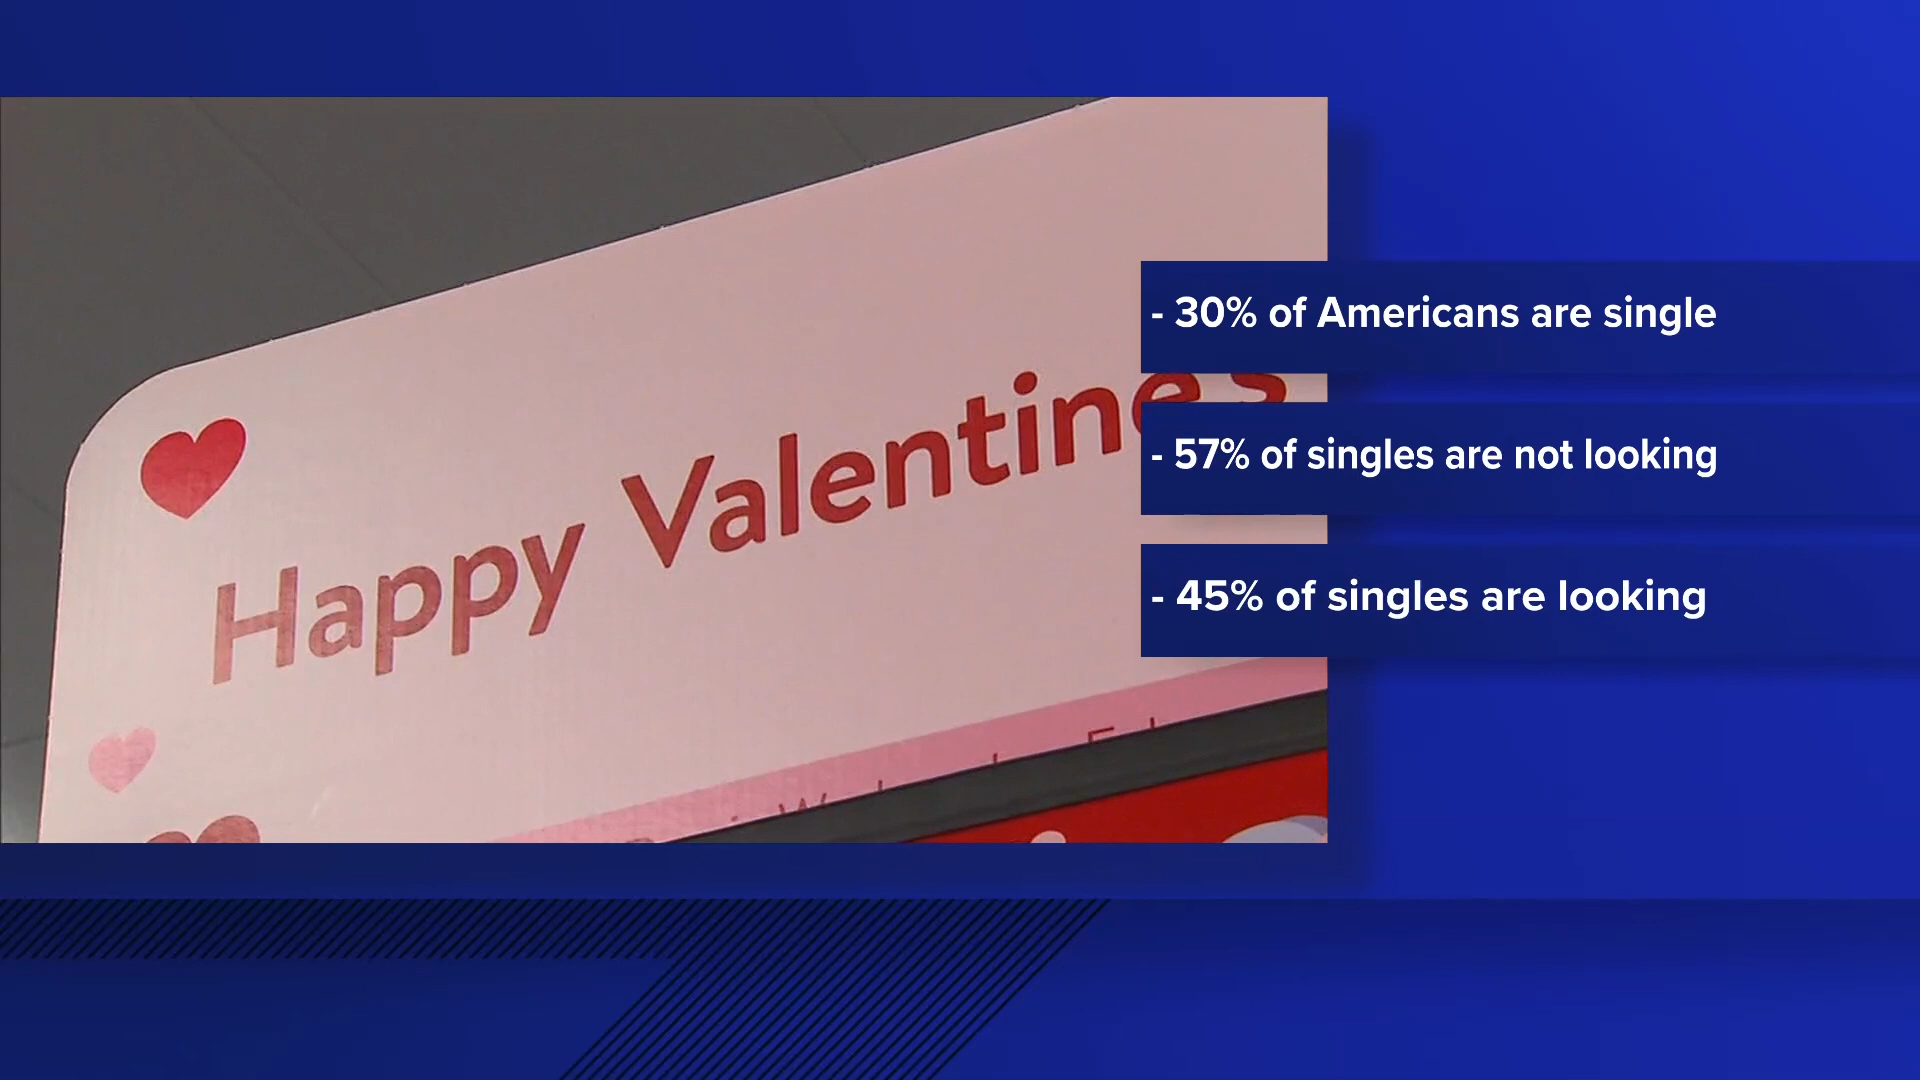 Happy Valentine's
- 30% of Americans are single
- 57% of singles are not looking
- 45% of singles are looking